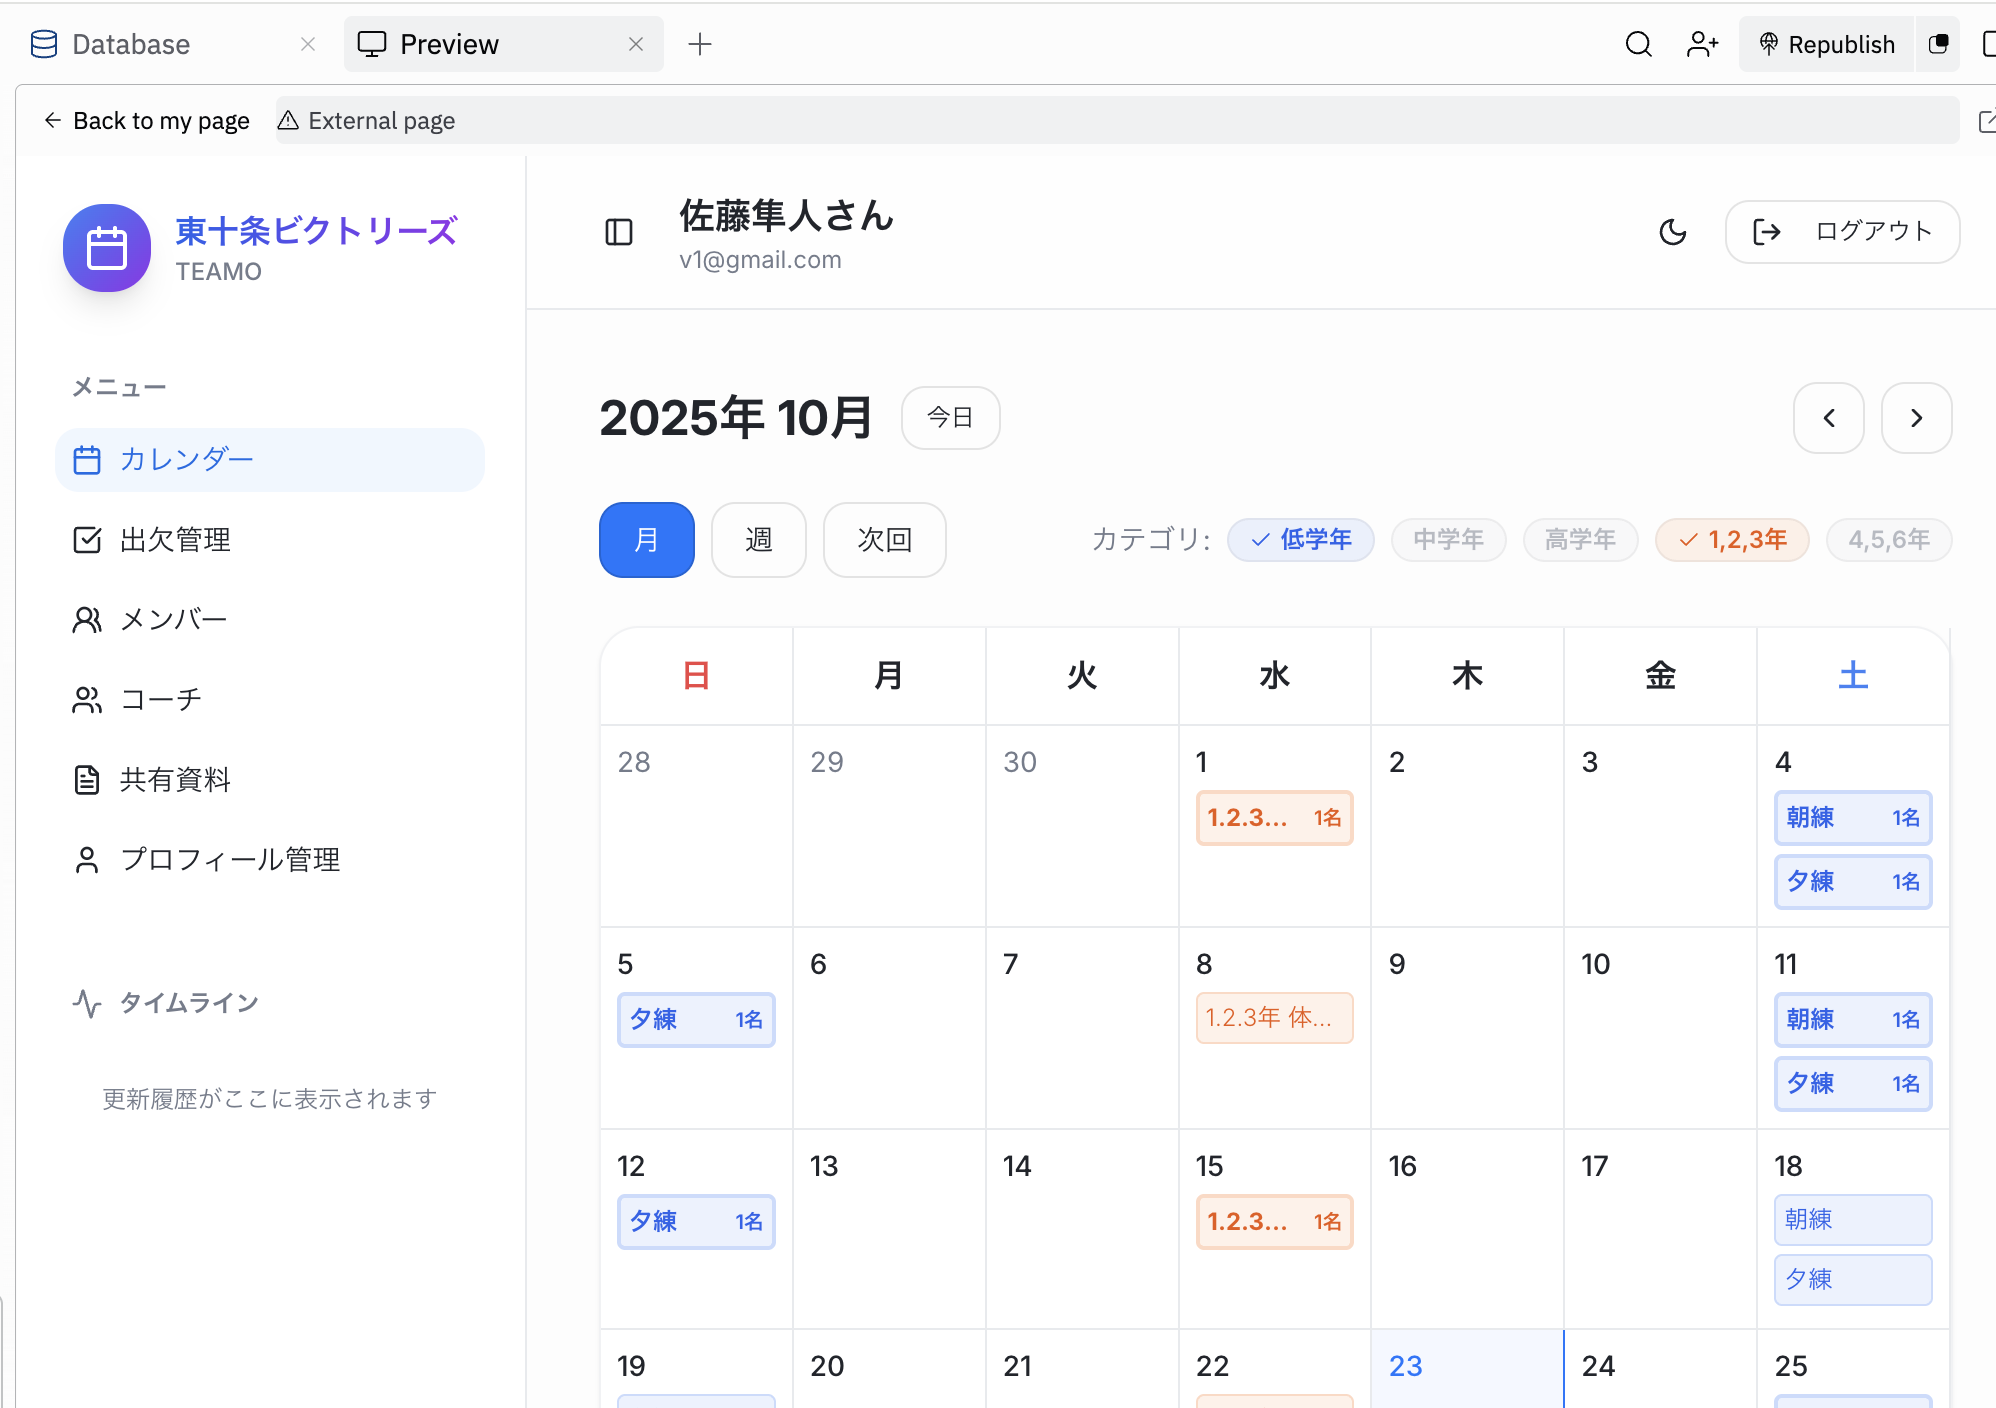 Database
Preview
Republish
Back to my page
External page
東十条ビクトリーズ
TEAMO
佐藤隼人さん
v1@gmail.com
ログアウト
メニュー
カレンダー
出欠管理
メンバー
コーチ
共有資料
プロフィール管理
タイムライン
更新履歴がここに表示されます
2025年 10月
今日
月 週 次回
カテゴリ: 低学年 中学年 高学年 1,2,3年 4,5,6年
日 月 火 水 木 金 土
28 29 30 1 2 3 4
1.2.3... 1名 朝練 1名
夕練 1名
5 6 7 8 9 10 11
夕練 1名 1.2.3年 体... 朝練 1名
夕練 1名
12 13 14 15 16 17 18
夕練 1名 1.2.3... 1名 朝練
夕練
19 20 21 22 23 24 25